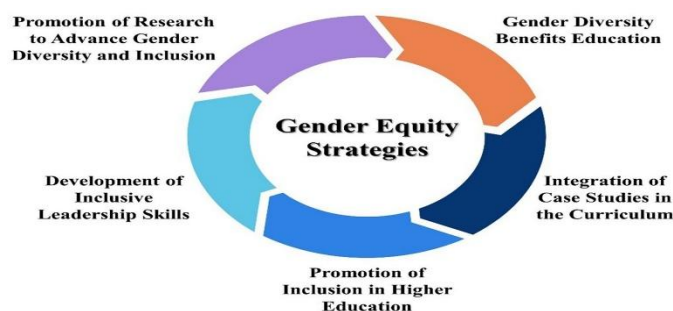 Promotion of Research
to Advance Gender
Diversity and Inclusion
Gender Diversity
Benefits Education
Gender Equity
Strategies
Development of
Inclusive
Leadership Skills
Integration of
Case Studies in
the Curriculum
Promotion of
Inclusion in Higher
Education